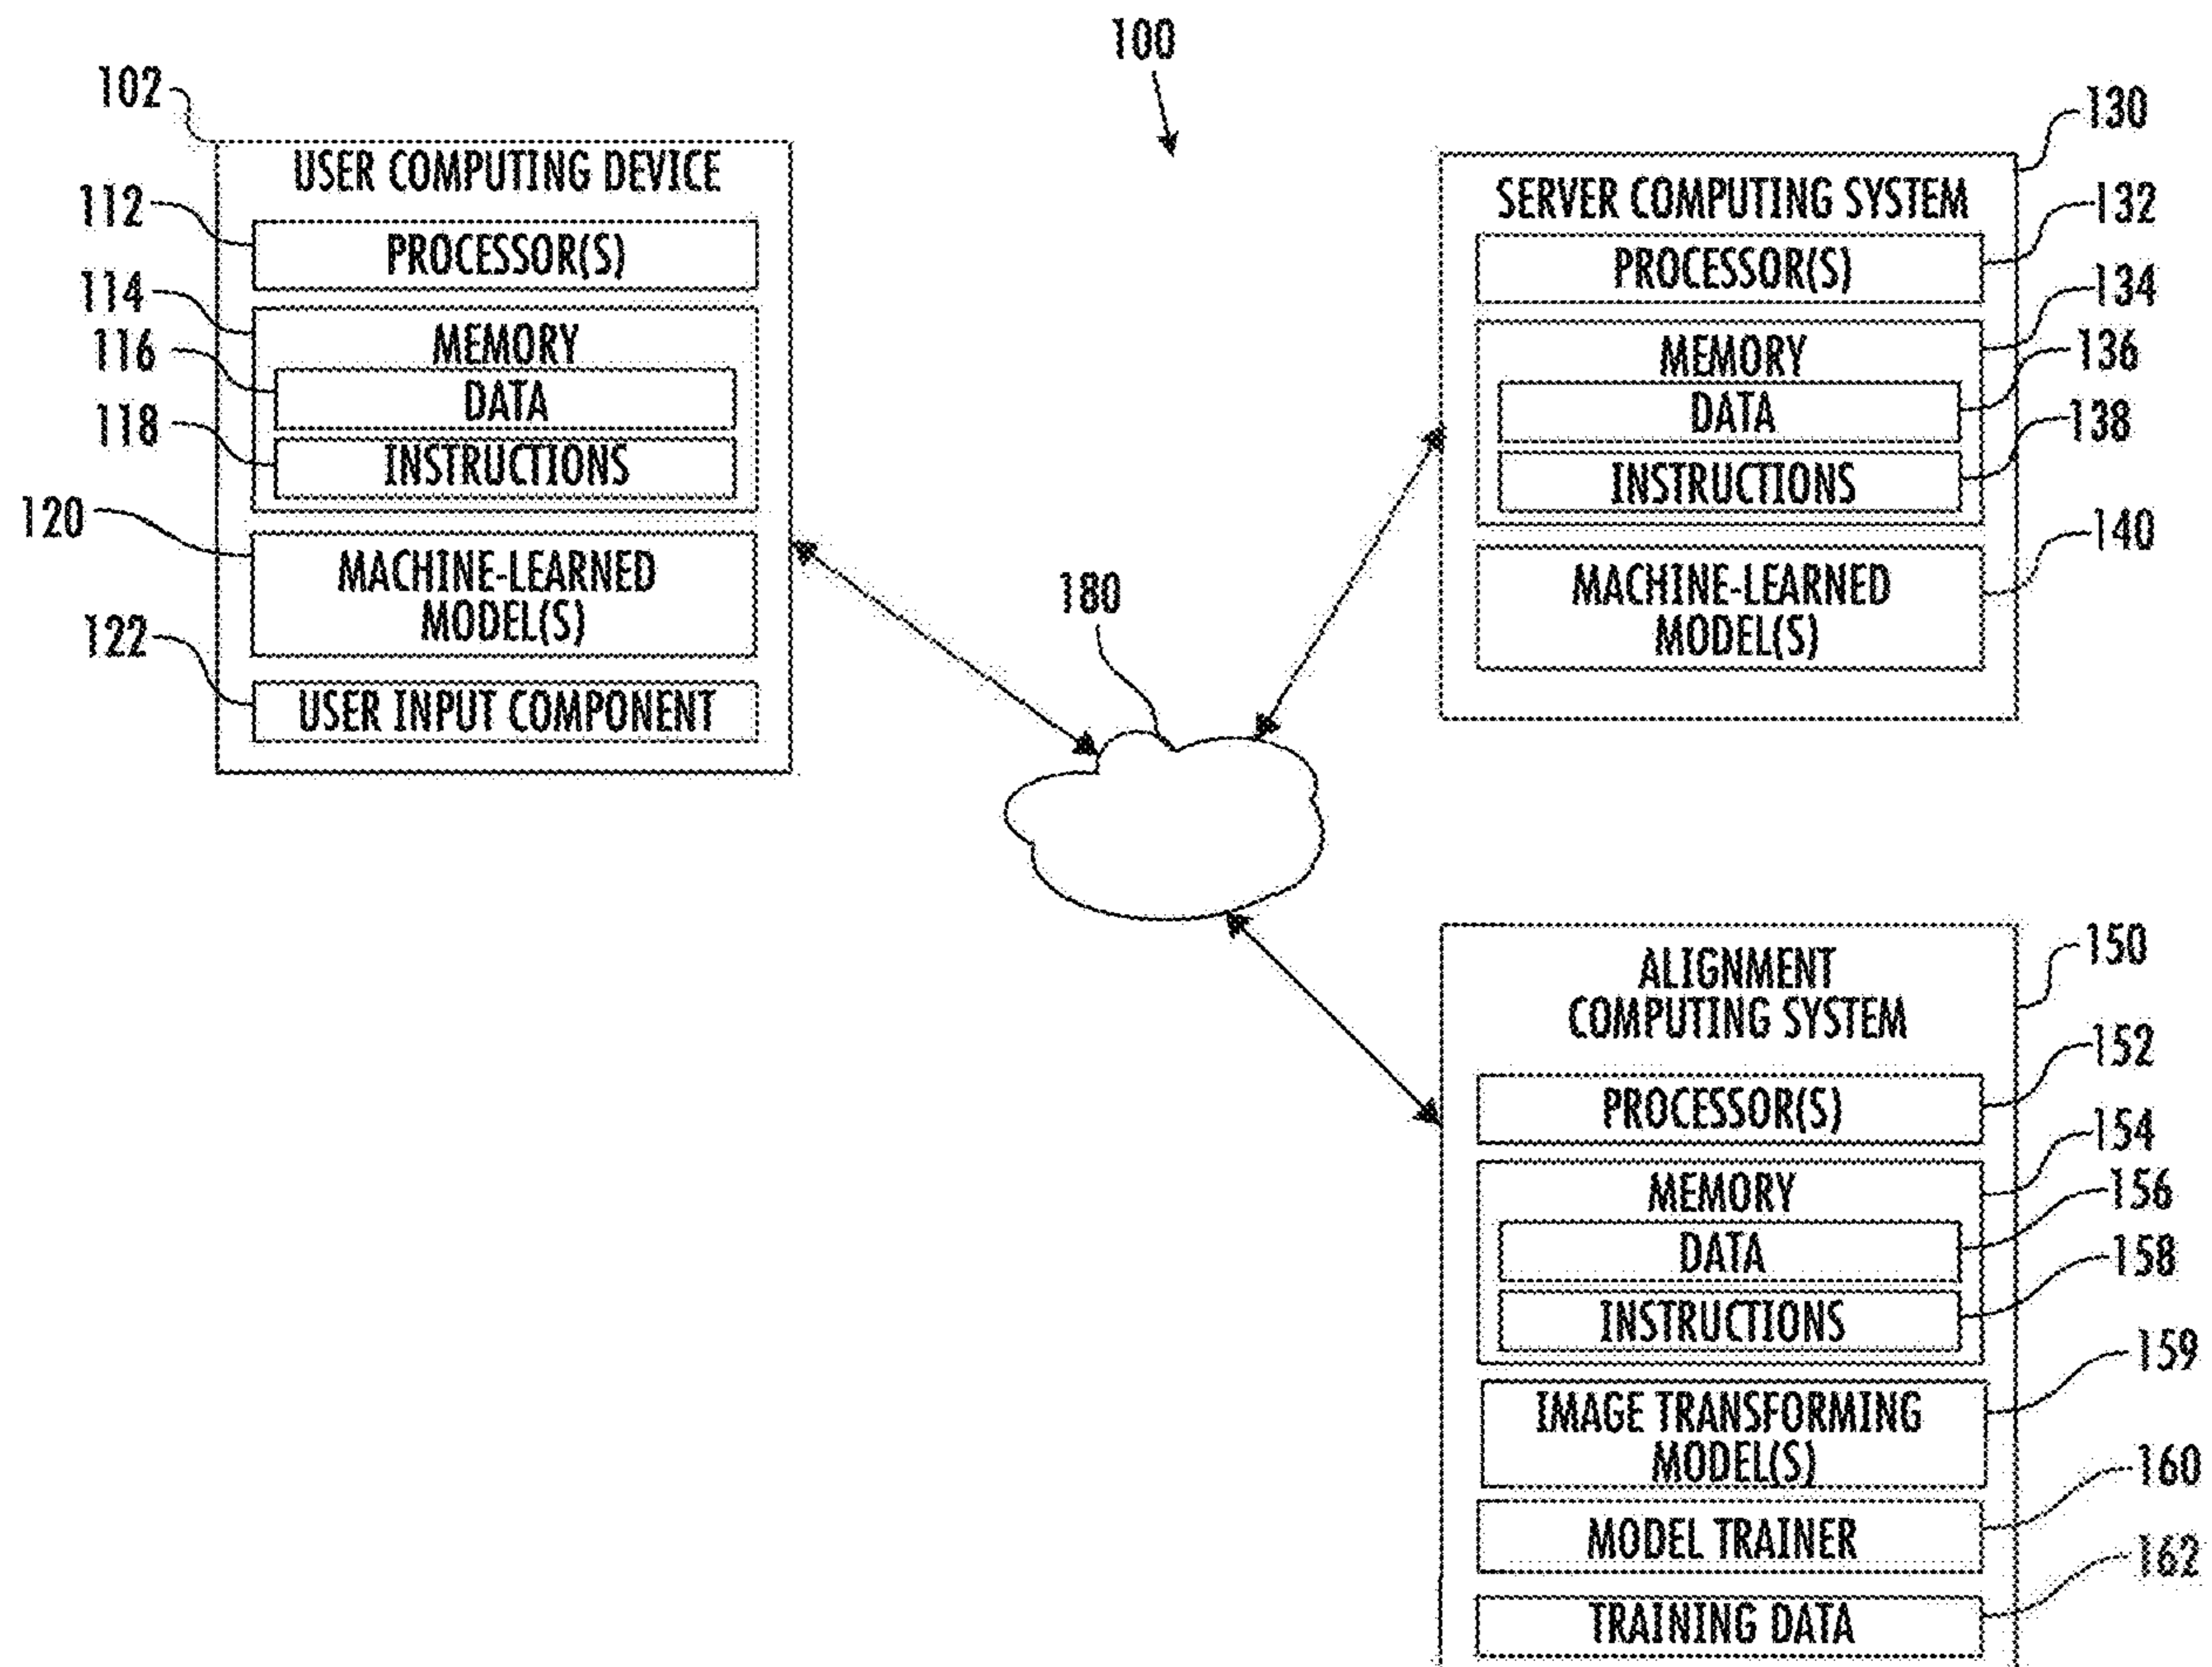 100
102
USER COMPUTING DEVICE
112
PROCESSOR(S)
114
MEMORY
116
DATA
118
INSTRUCTIONS
120
MACHINE-LEARNED
MODEL(S)
122
USER INPUT COMPONENT
180
130
SERVER COMPUTING SYSTEM
132
PROCESSOR(S)
134
MEMORY
136
DATA
138
INSTRUCTIONS
140
MACHINE-LEARNED
MODEL(S)
150
ALIGNMENT
COMPUTING SYSTEM
152
PROCESSOR(S)
154
MEMORY
156
DATA
158
INSTRUCTIONS
159
IMAGE TRANSFORMING
MODEL(S)
160
MODEL TRAINER
162
TRAINING DATA